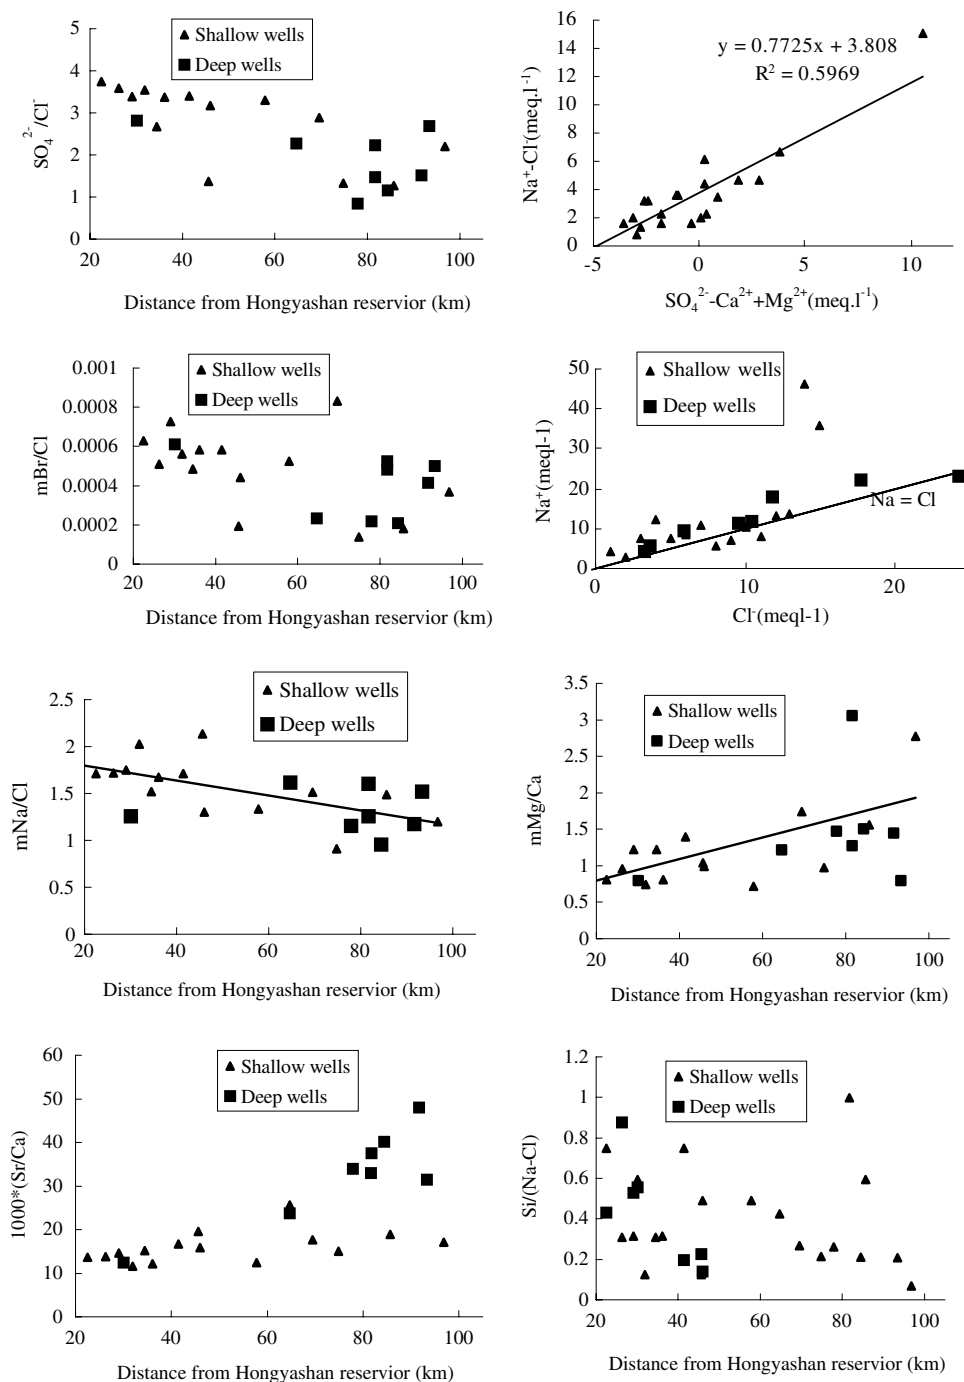 Shallow wells
Deep wells
5
4
3
2
1
0
20 40 60 80 100
SO₄²⁻/Cl⁻
Distance from Hongyashan reservior (km)
y = 0.7725x + 3.808
R² = 0.5969
16
14
12
10
8
6
4
2
0
-5 0 5 10
Na⁺-Cl⁻(meq.l⁻¹)
SO₄²⁻-Ca²⁺+Mg²⁺(meq.l⁻¹)
Shallow wells
Deep wells
0.001
0.0008
0.0006
0.0004
0.0002
0
20 40 60 80 100
mBr/Cl
Distance from Hongyashan reservior (km)
Shallow wells
Deep wells
50
40
30
20
10
0
0 10 20
Na = Cl
Na⁺(meql-1)
Cl⁻(meql-1)
Shallow wells
Deep wells
2.5
2
1.5
1
0.5
0
20 40 60 80 100
mNa/Cl
Distance from Hongyashan reservior (km)
Shallow wells
Deep wells
3.5
3
2.5
2
1.5
1
0.5
0
20 40 60 80 100
mMg/Ca
Distance from Hongyashan reservior (km)
Shallow wells
Deep wells
60
50
40
30
20
10
0
20 40 60 80 100
1000*(Sr/Ca)
Distance from Hongyashan reservior (km)
Shallow wells
Deep wells
1.2
1
0.8
0.6
0.4
0.2
0
20 40 60 80 100
Si/(Na-Cl)
Distance from Hongyashan reservior (km)